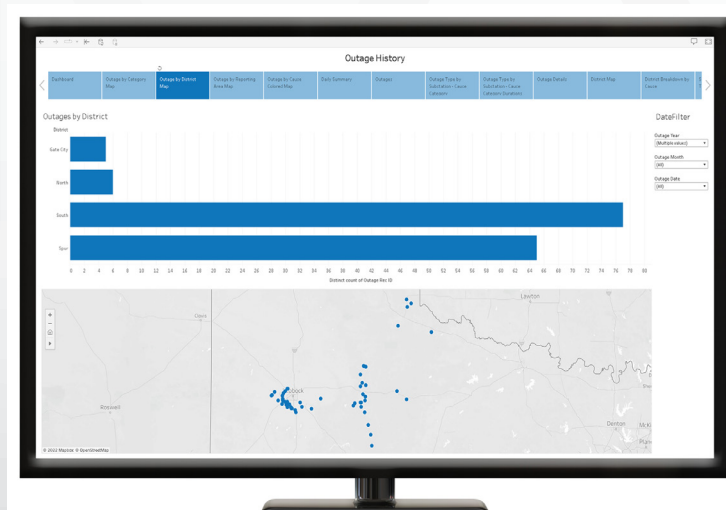 Outage History
Dashboard
Outage by Category
Map
Outages by District
Map
Outage by Reporting
Area Map
Outage by Cause
Colored Map
Daily Summary
Outages
Outage Type by
Substation - Cause
Category
Outage Type by
Substation - Cause
Category Durations
Outage Details
District Map
District Breakdown by
Cause
Outages by District
DateFilter
District
Gate City
North
South
Spur
0 2 4 6 8 10 12 14 16 18 20 22 24 26 28 30 32 34 36 38 40 42 44 46 48 50 52 54 56 58 60 62 64 66 68 70 72 74 76 78 80
Distinct count of Outage Rec ID
Outage Year
(Multiple values)
Outage Month
(All)
Outage Date
(All)
Lawton
Clovis
Roswell
Denton
© 2022 Mapbox © OpenStreetMap